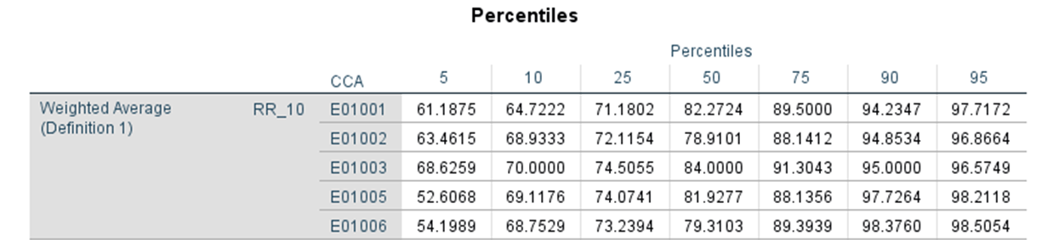 Percentiles
Percentiles
CCA 5 10 25 50 75 90 95
Weighted Average RR_10 E01001 61.1875 64.7222 71.1802 82.2724 89.5000 94.2347 97.7172
(Definition 1)
E01002 63.4615 68.9333 72.1154 78.9101 88.1412 94.8534 96.8664
E01003 68.6259 70.0000 74.5055 84.0000 91.3043 95.0000 96.5749
E01005 52.6068 69.1176 74.0741 81.9277 88.1356 97.7264 98.2118
E01006 54.1989 68.7529 73.2394 79.3103 89.3939 98.3760 98.5054